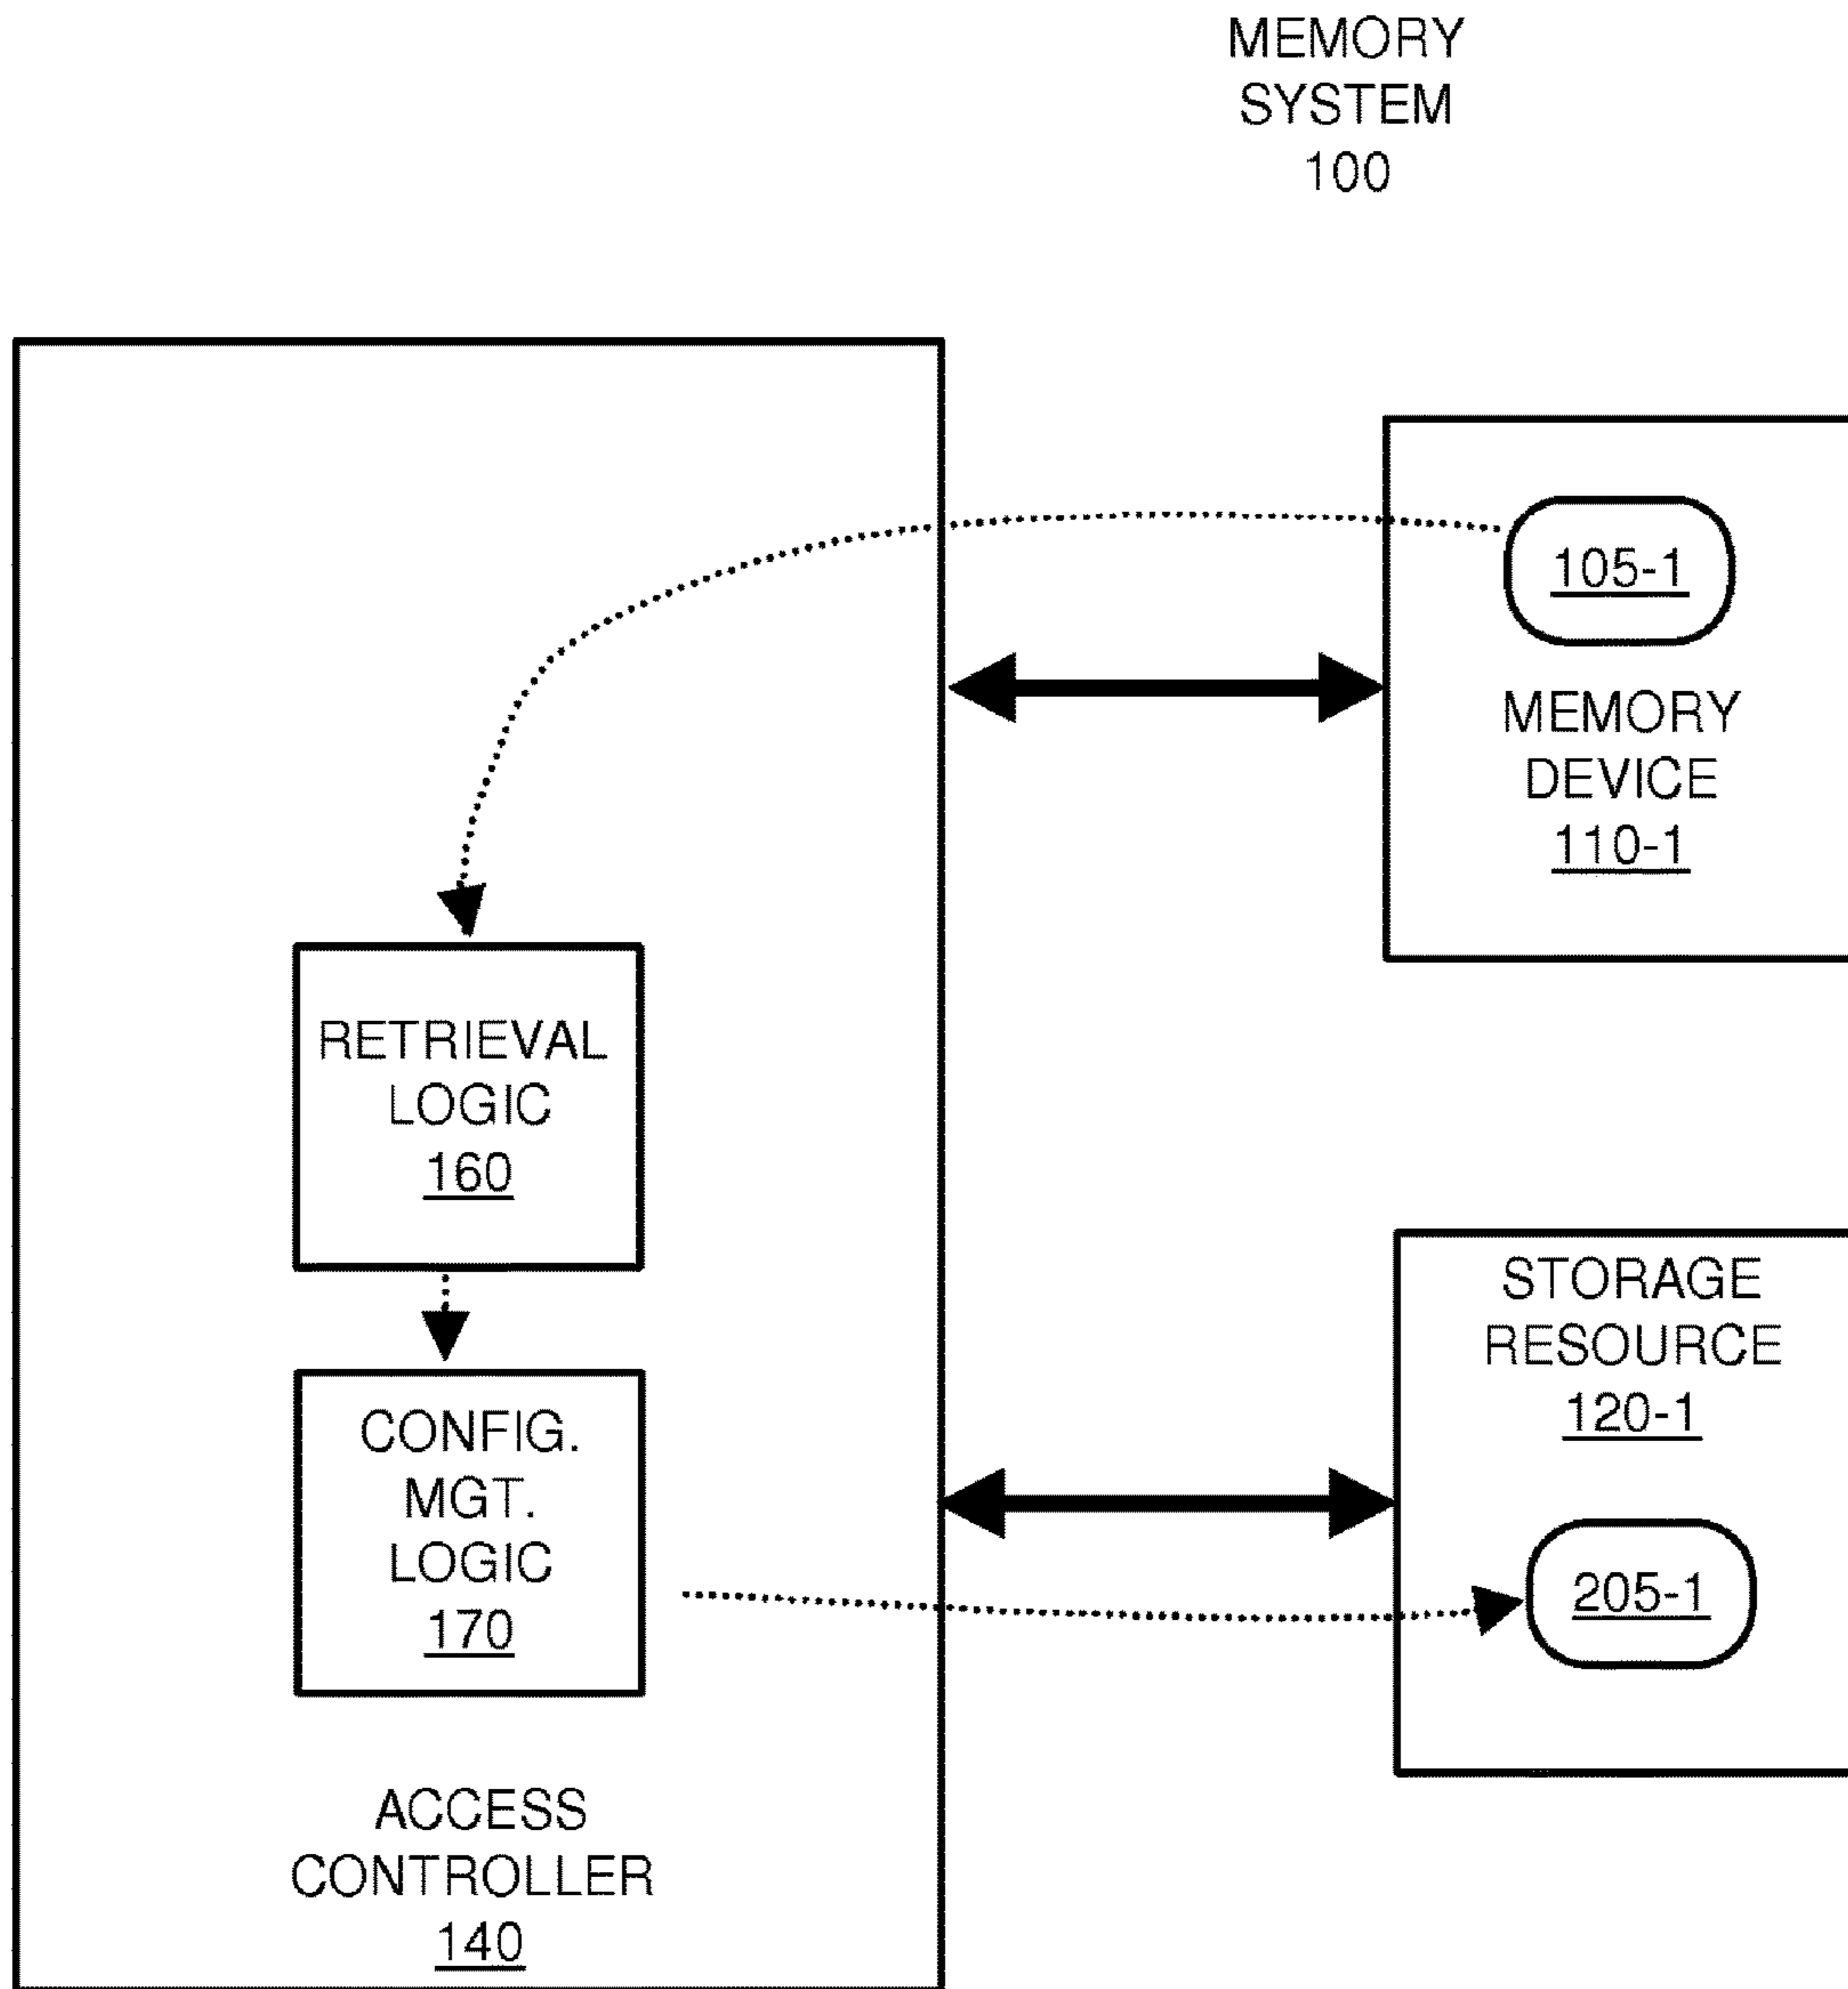 MEMORY
SYSTEM
100
105-1
MEMORY
DEVICE
110-1
RETRIEVAL
LOGIC
160
STORAGE
RESOURCE
120-1
CONFIG.
MGT.
LOGIC
170
205-1
ACCESS
CONTROLLER
140